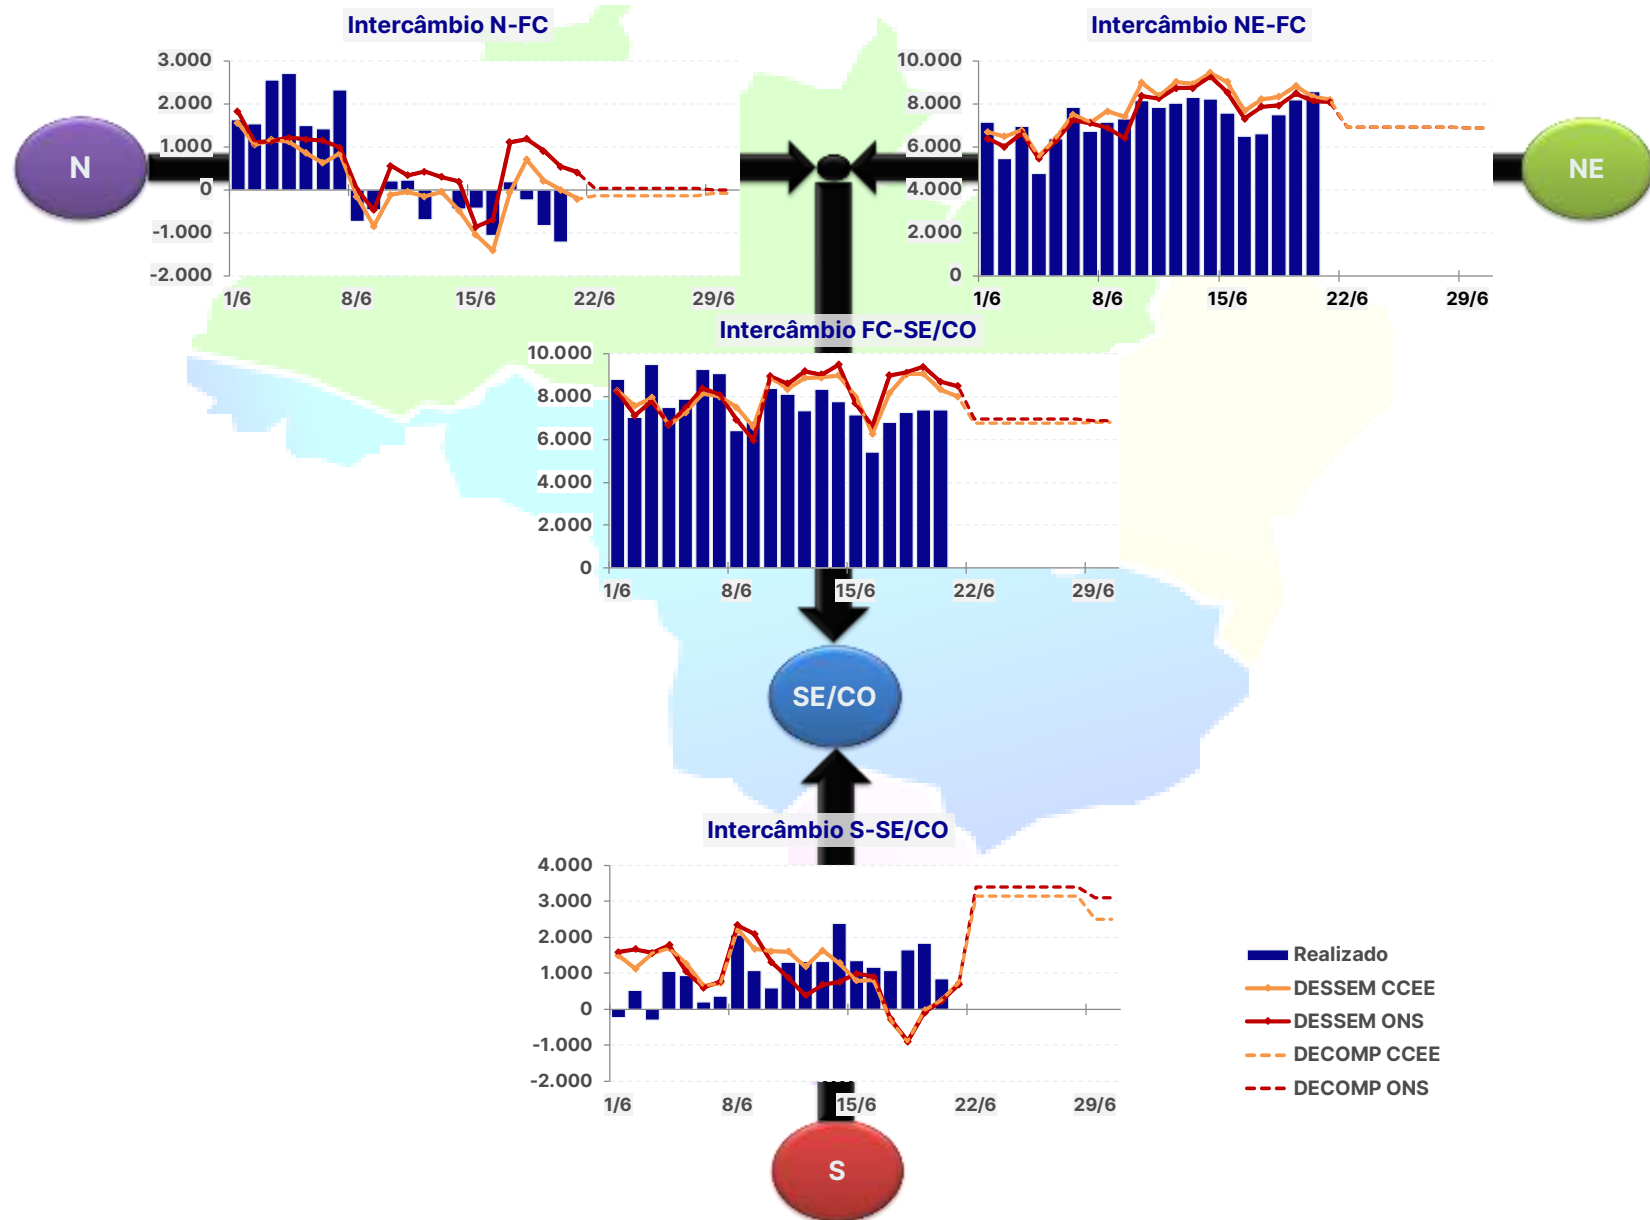 Intercâmbio N-FC
3.000
2.000
1.000
0
-1.000
-2.000
1/6 8/6 15/6 22/6 29/6
Intercâmbio NE-FC
10.000
8.000
6.000
4.000
2.000
0
1/6 8/6 15/6 22/6 29/6
N
NE
Intercâmbio FC-SE/CO
10.000
8.000
6.000
4.000
2.000
0
1/6 8/6 15/6 22/6 29/6
SE/CO
Intercâmbio S-SE/CO
4.000
3.000
2.000
1.000
0
-1.000
-2.000
1/6 8/6 15/6 22/6 29/6
Realizado
DESSEM CCEE
DESSEM ONS
DECOMP CCEE
DECOMP ONS
S